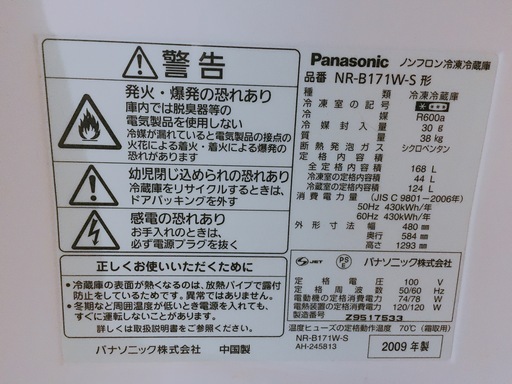 警告
発火・爆発の恐れあり
庫内では脱臭器等の
電気製品を使用しない
冷媒が漏れていると電気製品の接点の
火花による着火・着火による爆発の
恐れあり
幼児閉じ込められの恐れあり
冷蔵庫をリサイクルするときは、
ドアパッキングを外す
感電の恐れあり
お手入れのときは、
必ず電源プラグを抜く
正しくお使いいただくために
●冷蔵庫の表面が熱くなるのは、放熱パイプで露付
防止をしているためです。異常ではありません。
●冬期など周囲温度が低いとき電源を入れても、
すぐに運転しないことがあります。
詳しくは取扱説明書をご参照ください。
パナソニック株式会社 中国製
Panasonic ノンフロン冷凍冷蔵庫
品番 NR-B171W-S 形
種類 冷凍冷蔵庫
冷凍室の記号 ***
冷媒 R600a
冷媒封入量 30 g
質量 38 kg
断熱発泡ガス シクロペンタン
定格内容積
全定格内容積 168 L
冷凍室の定格内容積 44 L
冷蔵室の定格内容積 124 L
消費電力量 (JIS C 9801-2006年)
50Hz 430kWh/年
60Hz 430kWh/年
外形寸法 幅 480 ㎜
奥行 584 ㎜
高さ 1293 ㎜
S JET PS E パナソニック株式会社
定格電圧 100 V
定格周波数 50/60 Hz
電動機の定格消費電力 74/78 W
電熱装置の定格消費電力 120/120 W
製造番号 Z9517533
温度ヒューズの定格動作温度 70℃ (霜取用)
NR-B171W-S
AH-245813
2009 年製